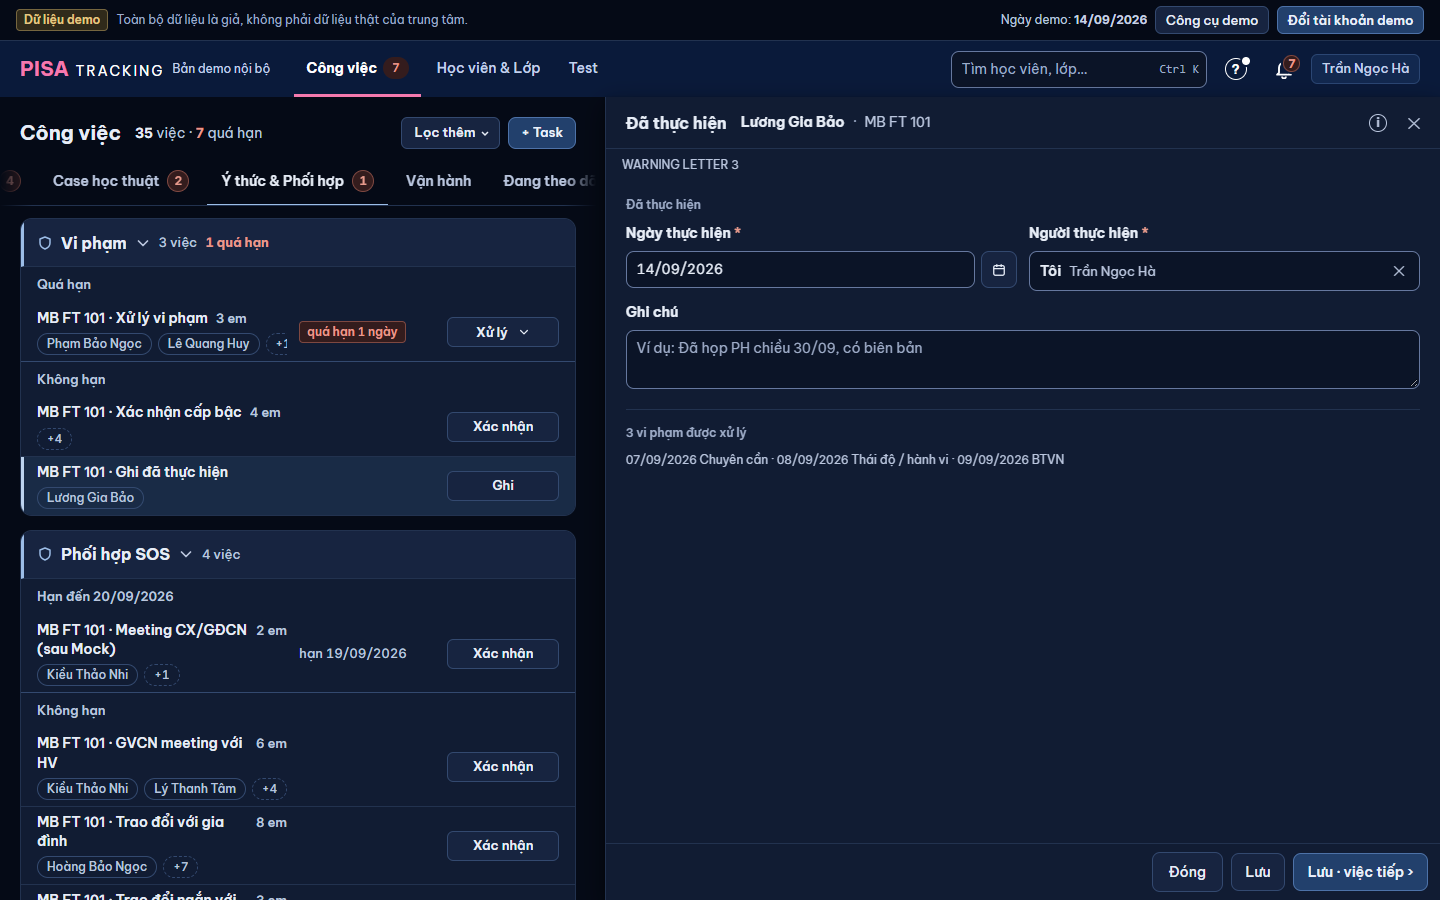 Dữ liệu demo Toàn bộ dữ liệu là giả, không phải dữ liệu thật của trung tâm. Ngày demo: 14/09/2026 Công cụ demo Đổi tài khoản demo
PISA TRACKING Bản demo nội bộ Công việc 7 Học viên & Lớp Test Tìm học viên, lớp... Ctrl K ? 7 Trần Ngọc Hà
Công việc 35 việc · 7 quá hạn Lọc thêm + Task
4 Case học thuật 2 Ý thức & Phối hợp 1 Vận hành Đang theo
Vi phạm 3 việc 1 quá hạn
Quá hạn
MB FT 101 · Xử lý vi phạm 3 em
Phạm Bảo Ngọc Lê Quang Huy +1
quá hạn 1 ngày Xử lý
Không hạn
MB FT 101 · Xác nhận cấp bậc 4 em
+4
Xác nhận
MB FT 101 · Ghi đã thực hiện
Lương Gia Bảo
Ghi
Phối hợp SOS 4 việc
Hạn đến 20/09/2026
MB FT 101 · Meeting CX/GĐCN 2 em
(sau Mock)
Kiều Thảo Nhi +1
hạn 19/09/2026 Xác nhận
Không hạn
MB FT 101 · GVCN meeting với 6 em
HV
Kiều Thảo Nhi Lý Thanh Tâm +4
Xác nhận
MB FT 101 · Trao đổi với gia 8 em
đình
Hoàng Bảo Ngọc +7
Xác nhận
MB FT 101 · Trao đổi ngắn với 3 em
Đã thực hiện Lương Gia Bảo · MB FT 101
WARNING LETTER 3
Đã thực hiện
Ngày thực hiện * Người thực hiện *
14/09/2026 Tôi Trần Ngọc Hà
Ghi chú
Ví dụ: Đã họp PH chiều 30/09, có biên bản
3 vi phạm được xử lý
07/09/2026 Chuyên cần · 08/09/2026 Thái độ / hành vi · 09/09/2026 BTVN
Đóng Lưu Lưu · việc tiếp ›